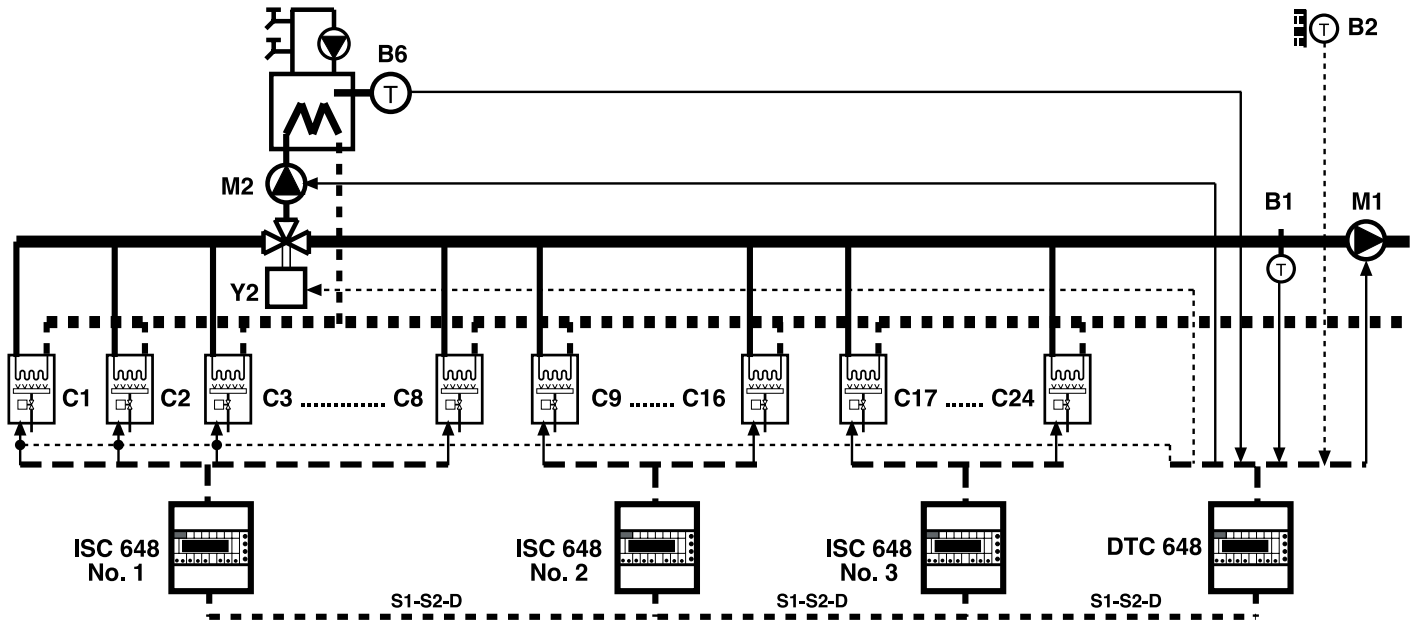 B6
T
T
B2
M2
B1
M1
T
Y2
C1
C2
C3 .............. C8
C9 ....... C16
C17 ...... C24
ISC 648
No. 1
ISC 648
No. 2
ISC 648
No. 3
DTC 648
S1-S2-D
S1-S2-D
S1-S2-D